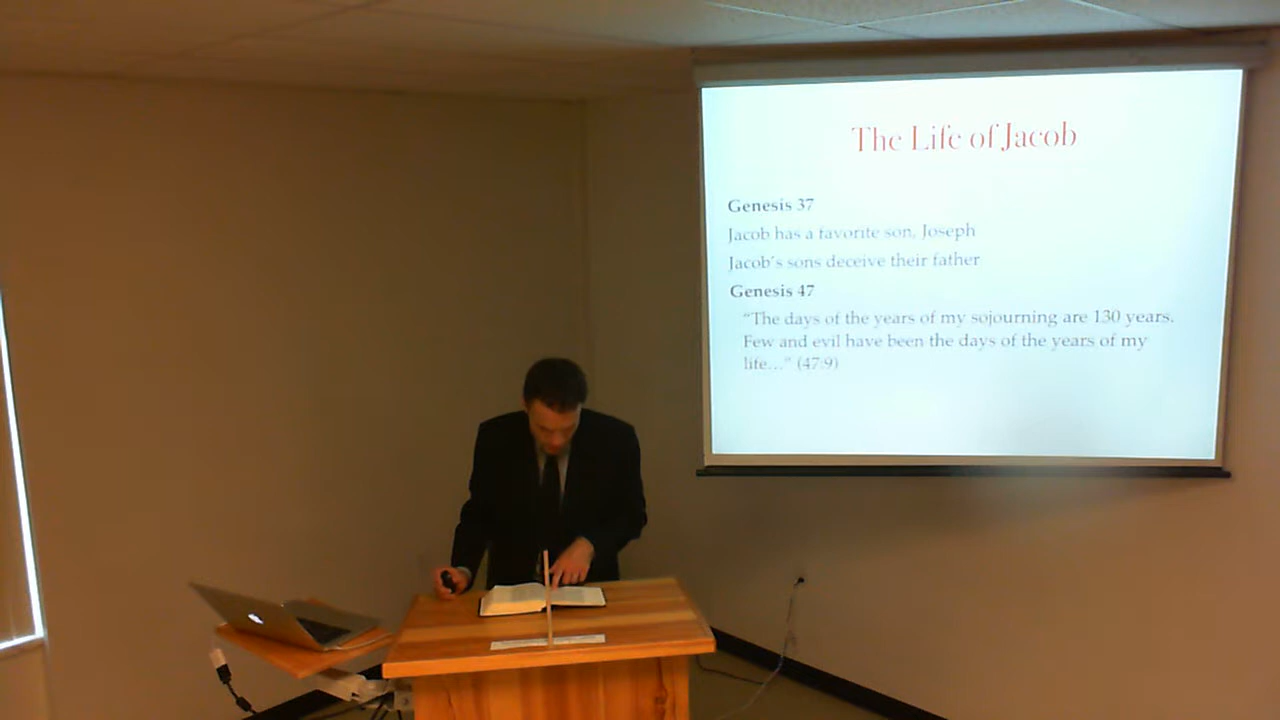 The Life of Jacob
Genesis 37
Jacob has a favorite son, Joseph
Jacob's sons deceive their father
Genesis 47
“The days of the years of my sojourning are 130 years.
Few and evil have been the days of the years of my
life…” (47:9)